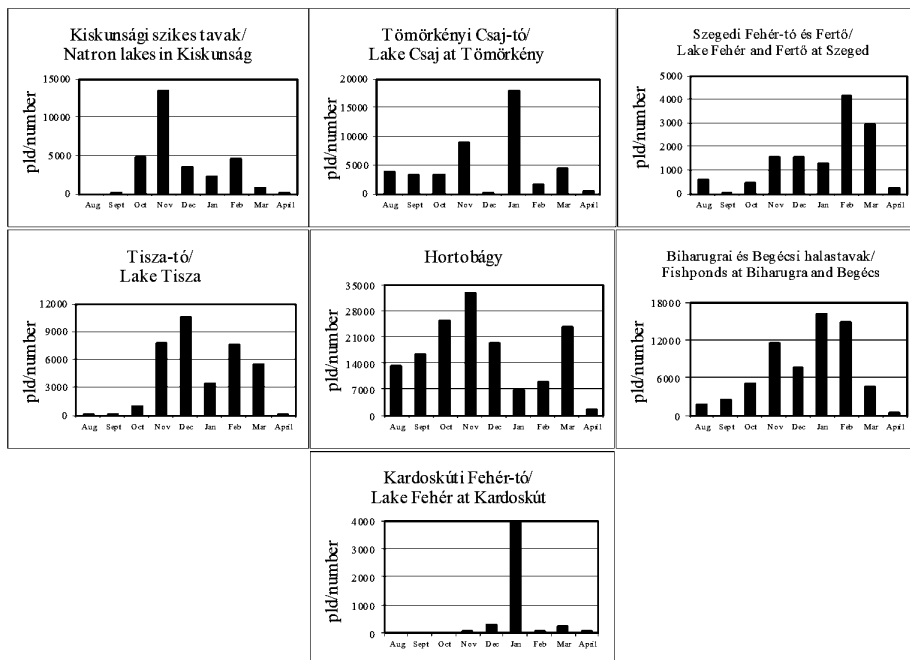 Kiskunsági szikes tavak/
Natron lakes in Kiskunság
pld/number
15000
10000
5000
0
Aug Sept Oct Nov Dec Jan Feb Mar April
Tömörkényi Csaj-tó/
Lake Csaj at Tömörkény
pld/number
20000
15000
10000
5000
0
Aug Sept Oct Nov Dec Jan Feb Mar April
Szegedi Fehér-tó és Fertő/
Lake Fehér and Fertő at Szeged
pld/number
5000
4000
3000
2000
1000
0
Aug Sept Oct Nov Dec Jan Feb Mar April
Tisza-tó/
Lake Tisza
pld/number
12000
9000
6000
3000
0
Aug Sept Oct Nov Dec Jan Feb Mar April
Hortobágy
pld/number
35000
28000
21000
14000
7000
0
Aug Sept Oct Nov Dec Jan Feb Mar April
Biharugrai és Begécsi halastavak/
Fishponds at Biharugra and Begécs
pld/number
18000
12000
6000
0
Aug Sept Oct Nov Dec Jan Feb Mar April
Kardoskúti Fehér-tó/
Lake Fehér at Kardoskút
pld/number
4000
3000
2000
1000
0
Aug Sept Oct Nov Dec Jan Feb Mar April